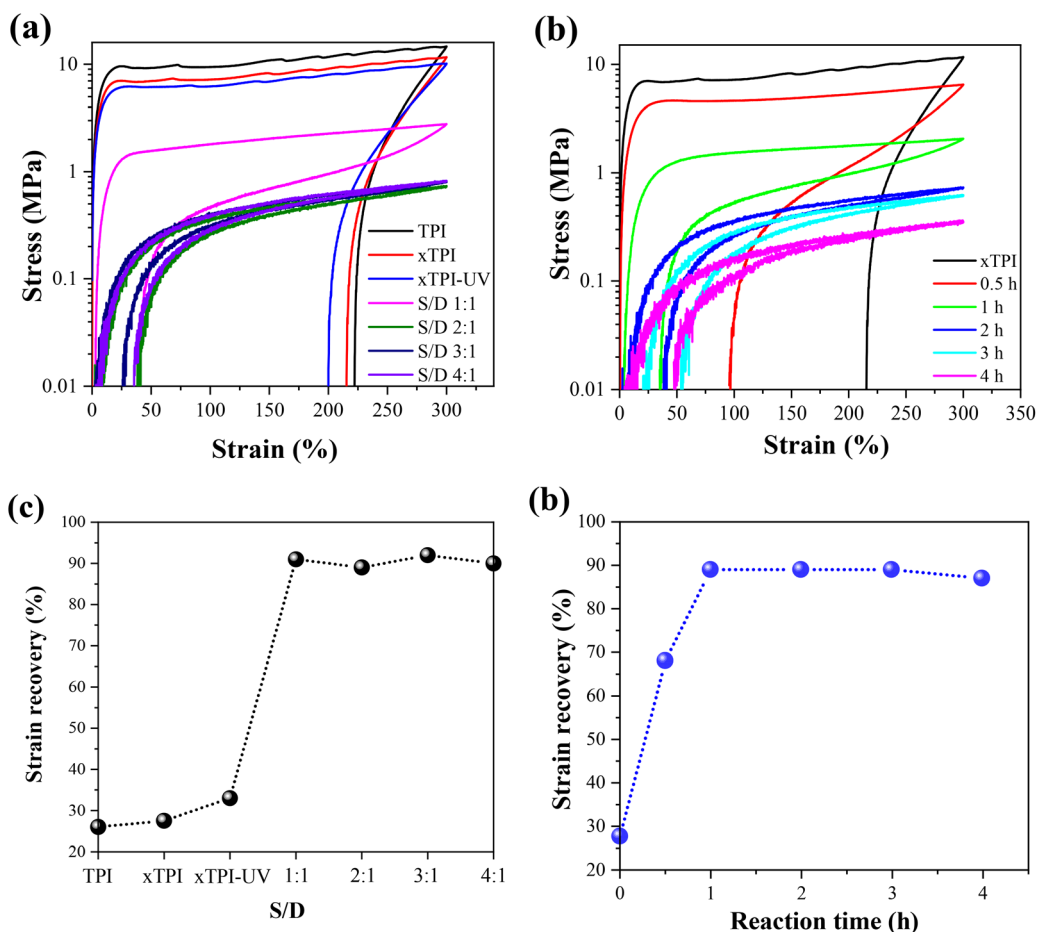 (a)
Stress (MPa)
10
1
0.1
0.01
0 50 100 150 200 250 300
Strain (%)
TPI
xTPI
xTPI-UV
S/D 1:1
S/D 2:1
S/D 3:1
S/D 4:1
(b)
Stress (MPa)
10
1
0.1
0.01
0 50 100 150 200 250 300 350
Strain (%)
xTPI
0.5 h
1 h
2 h
3 h
4 h
(c)
Strain recovery (%)
100
90
80
70
60
50
40
30
20
TPI xTPI xTPI-UV 1:1 2:1 3:1 4:1
S/D
(b)
Strain recovery (%)
100
90
80
70
60
50
40
30
20
0 1 2 3 4
Reaction time (h)